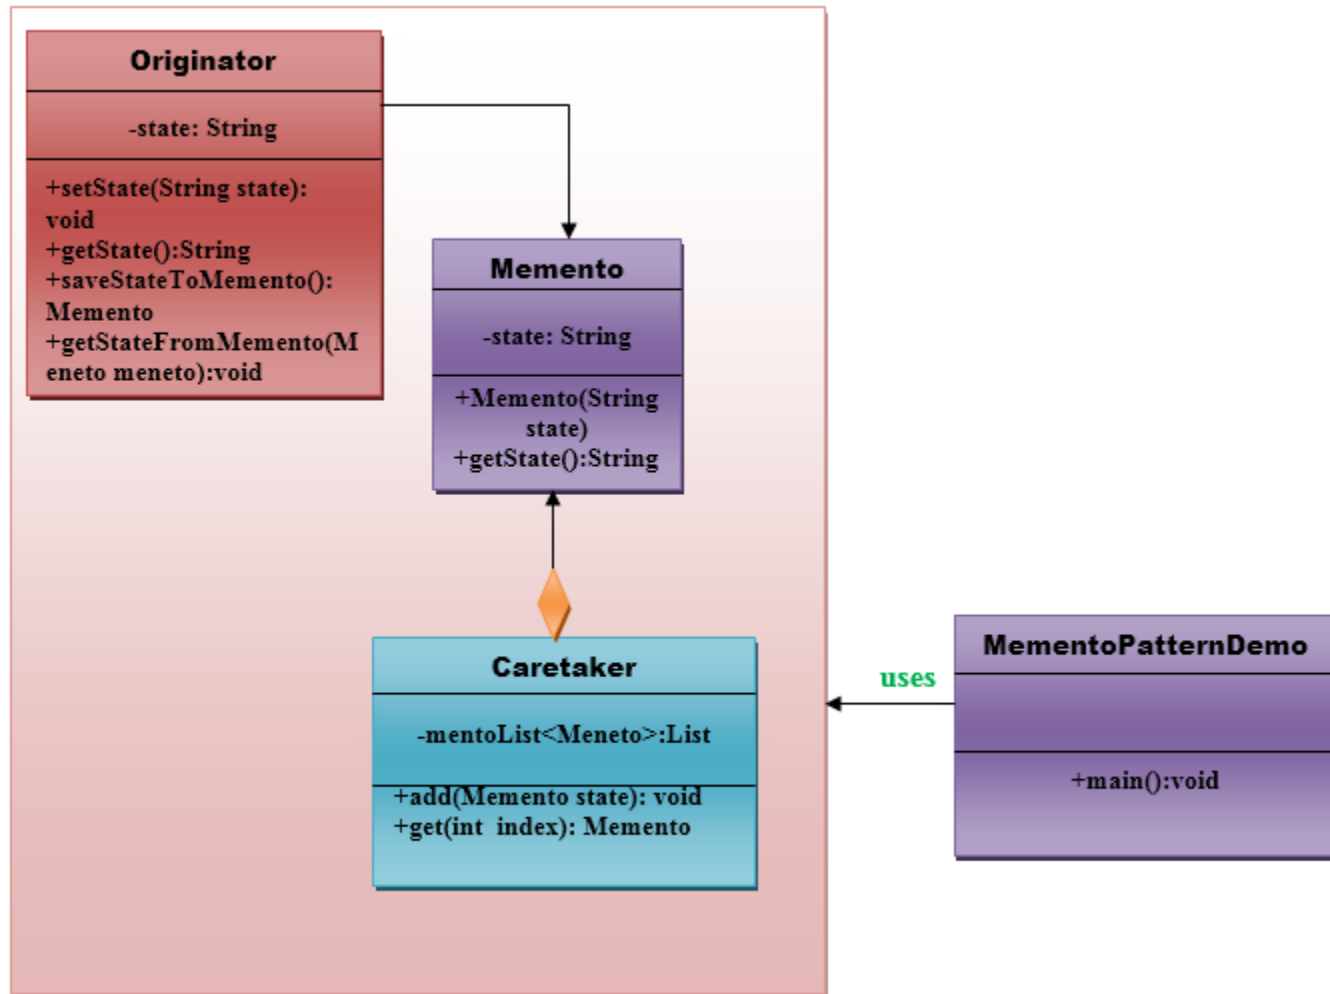 Originator
-state: String
+setState(String state):
void
+getState():String
+saveStateToMemento():
Memento
+getStateFromMemento(M
eneto meneto):void
Memento
-state: String
+Memento(String
state)
+getState():String
Caretaker
-mentoList<Meneto>:List
+add(Memento state): void
+get(int index): Memento
uses
MementoPatternDemo
+main():void